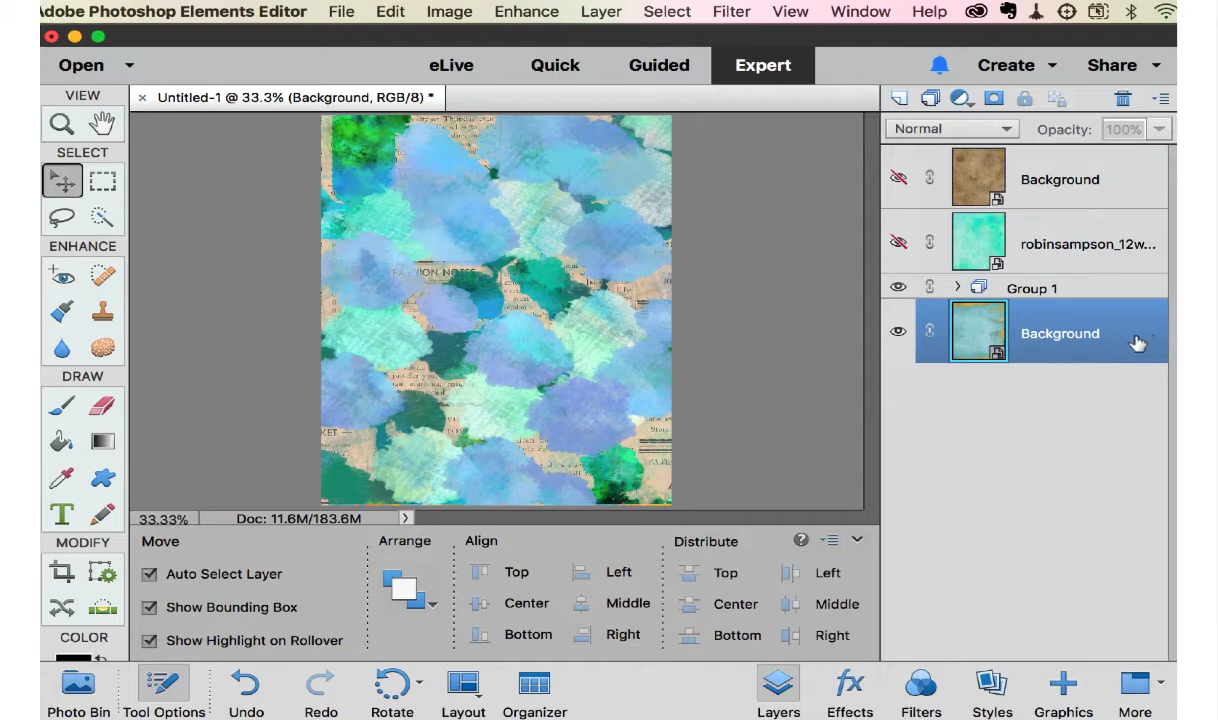 Adobe Photoshop Elements Editor File Edit Image Enhance Layer Select Filter View Window Help
Open eLive Quick Guided Expert Create Share
VIEW
× Untitled-1 @ 33.3% (Background, RGB/8) *
SELECT
ENHANCE
DRAW
T
MODIFY
COLOR
Normal Opacity: 100%
Background
robinsampson_12w...
Group 1
Background
FASHION NOTES
33.33% Doc: 11.6M/183.6M
Move Arrange Align Distribute
Auto Select Layer Top Left Top Left
Show Bounding Box Center Middle Center Middle
Show Highlight on Rollover Bottom Right Bottom Right
Photo Bin Tool Options Undo Redo Rotate Layout Organizer Layers Effects Filters Styles Graphics More